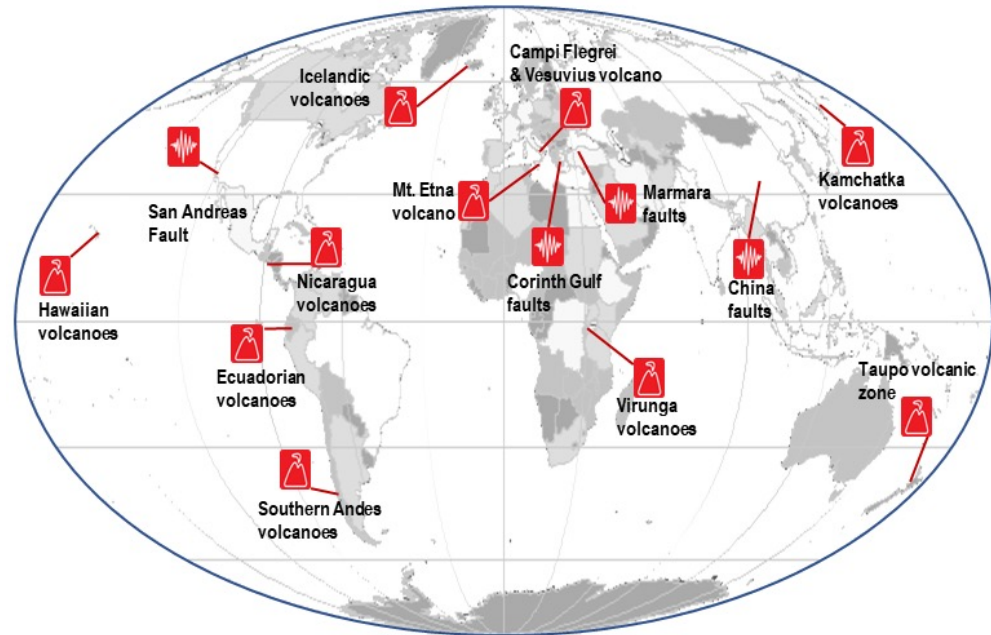 Campi Flegrei
& Vesuvius volcano
Icelandic
volcanoes
Kamchatka
volcanoes
Mt. Etna
volcano
Marmara
faults
San Andreas
Fault
Corinth Gulf
faults
China
faults
Nicaragua
volcanoes
Hawaiian
volcanoes
Ecuadorian
volcanoes
Virunga
volcanoes
Taupo volcanic
zone
Southern Andes
volcanoes